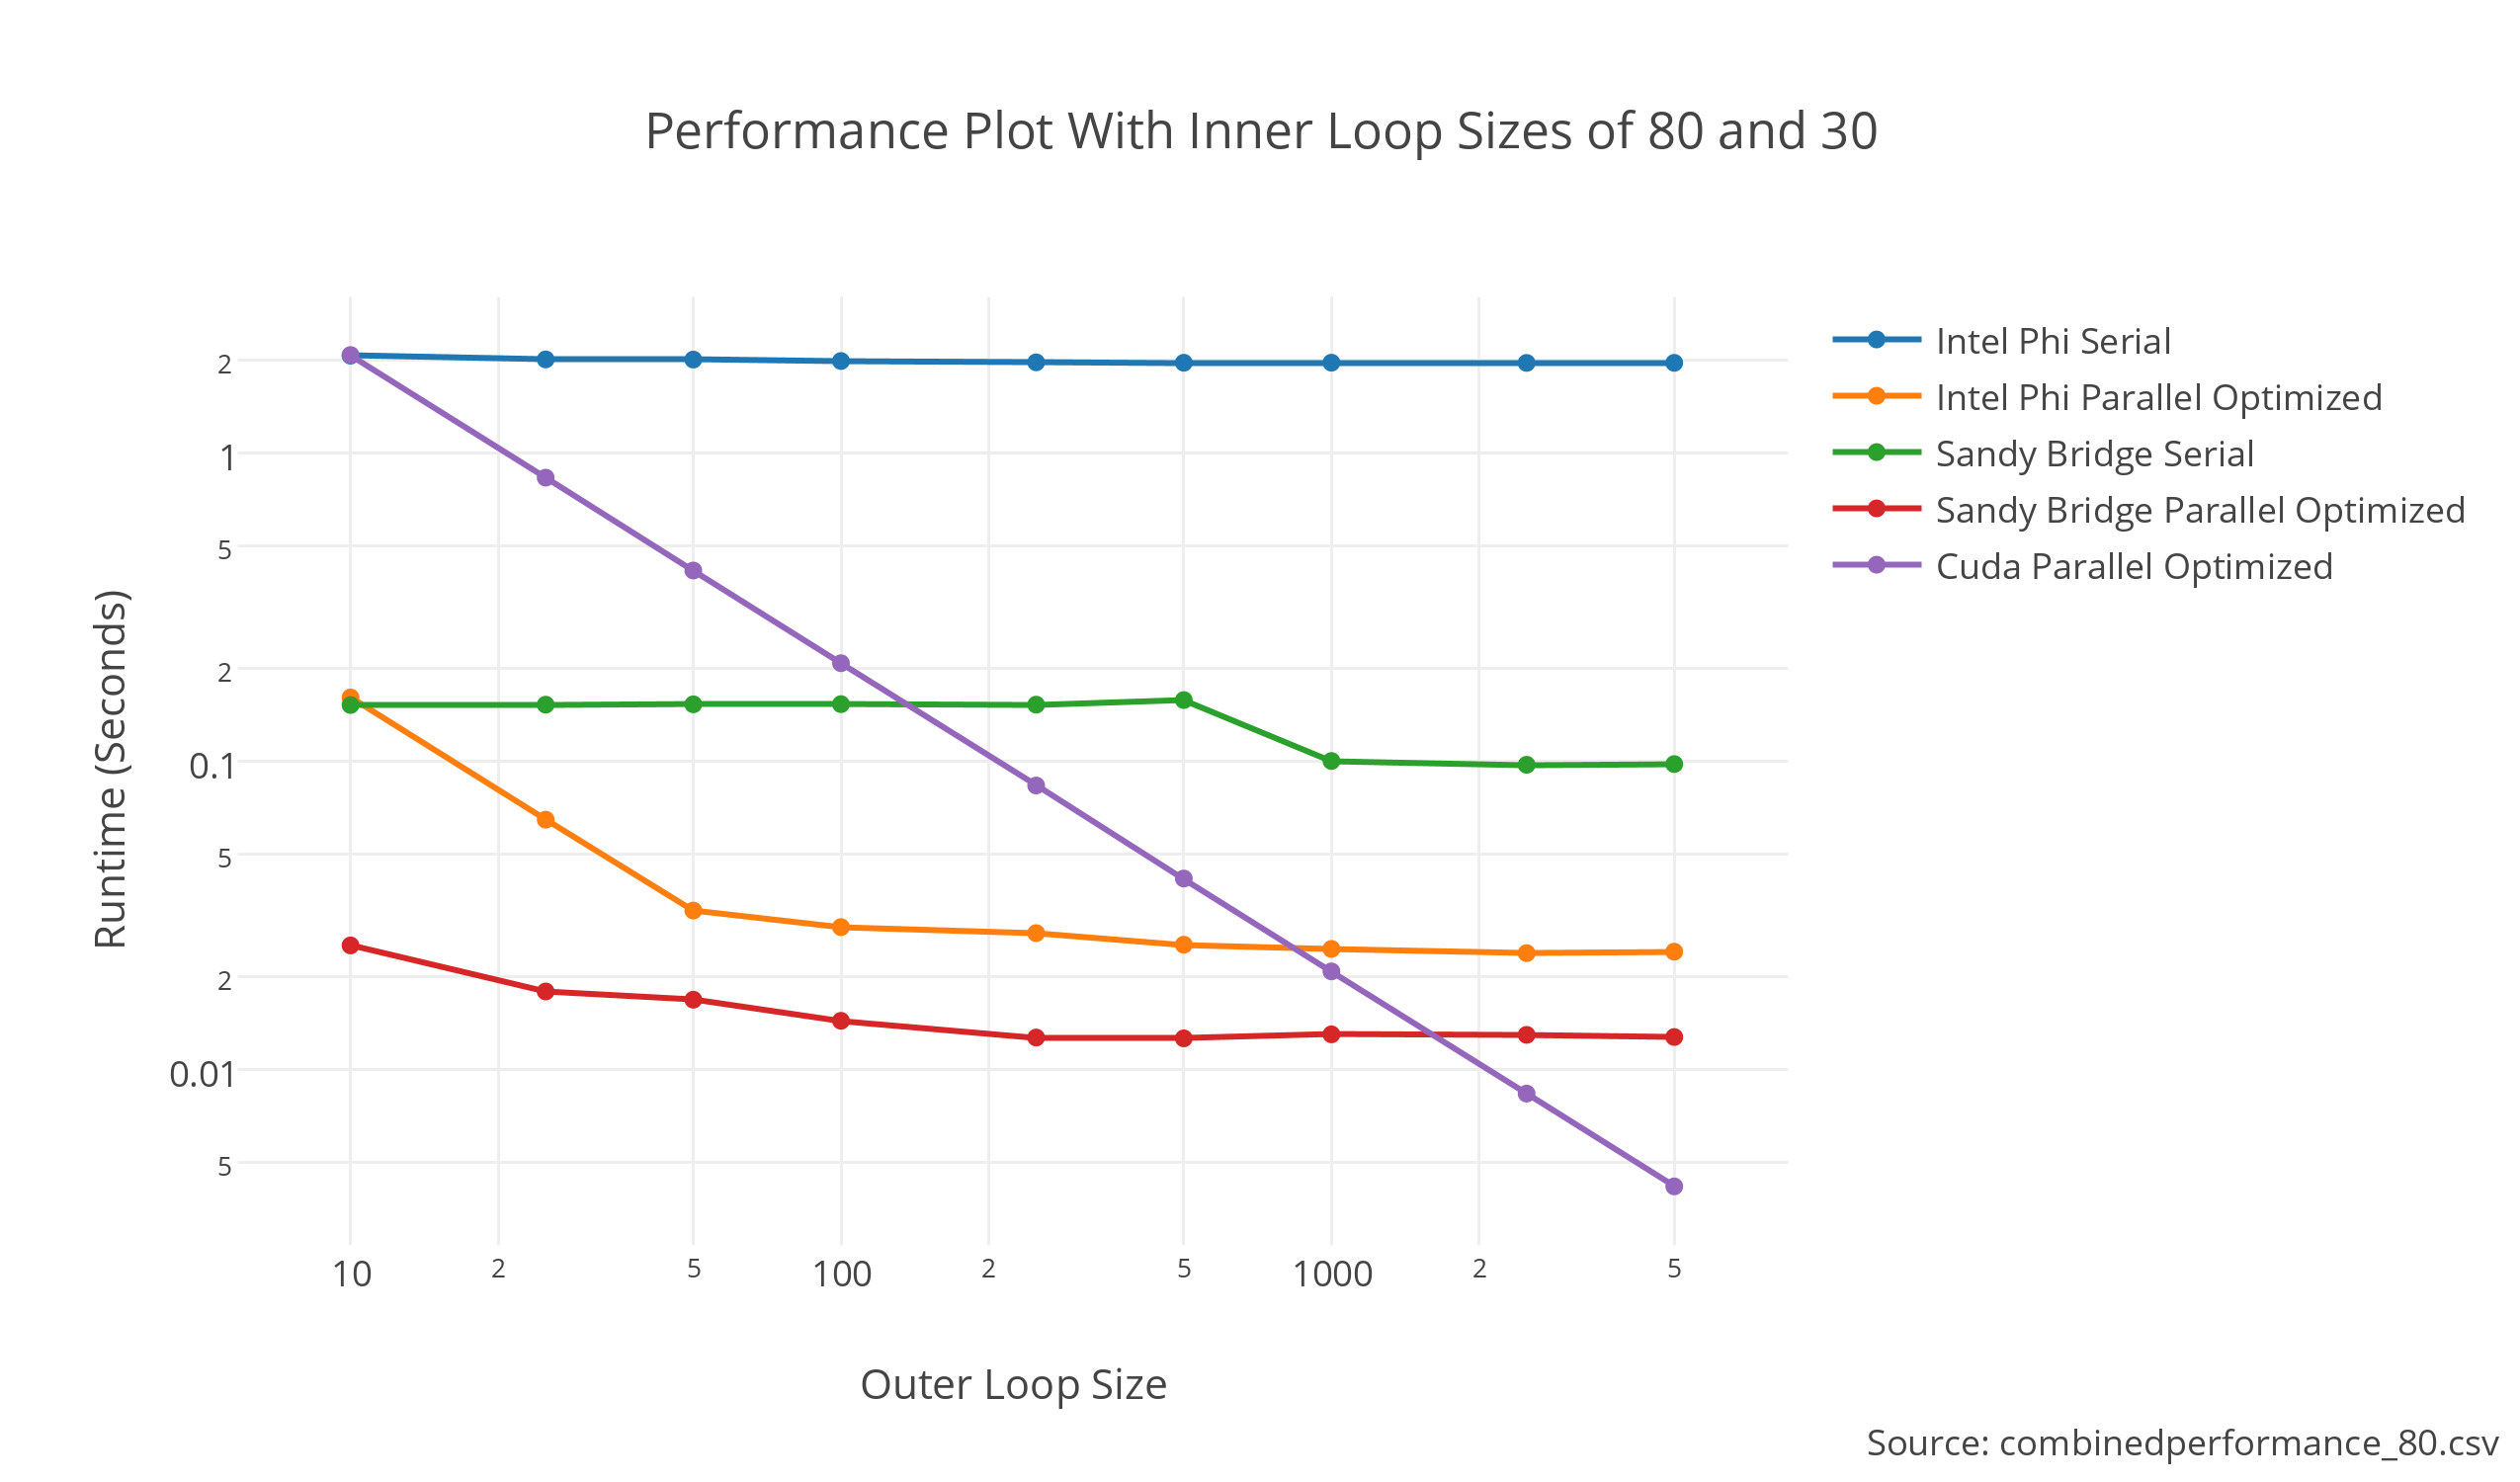 Performance Plot With Inner Loop Sizes of 80 and 30
Intel Phi Serial
Intel Phi Parallel Optimized
Sandy Bridge Serial
Sandy Bridge Parallel Optimized
Cuda Parallel Optimized
Runtime (Seconds)
2
1
5
2
0.1
5
2
0.01
5
10 2 5 100 2 5 1000 2 5
Outer Loop Size
Source: combinedperformance_80.csv